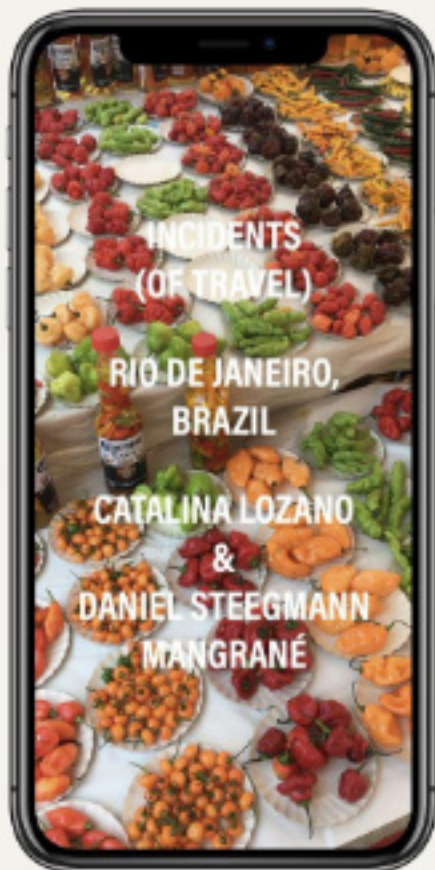 INCIDENTS
(OF TRAVEL)
RIO DE JANEIRO,
BRAZIL
CATALINA LOZANO
&
DANIEL STEEGMANN
MANGRANÉ